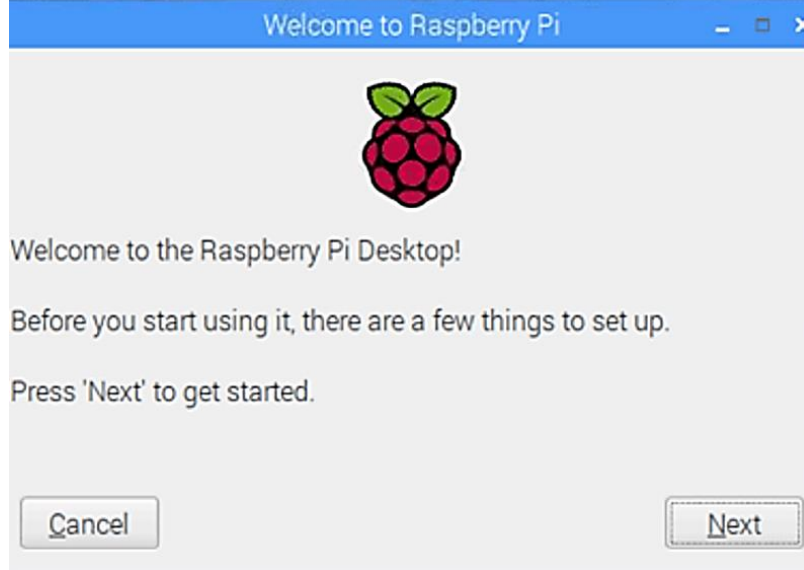 Welcome to Raspberry Pi
Welcome to the Raspberry Pi Desktop!
Before you start using it, there are a few things to set up.
Press 'Next' to get started.
Cancel
Next